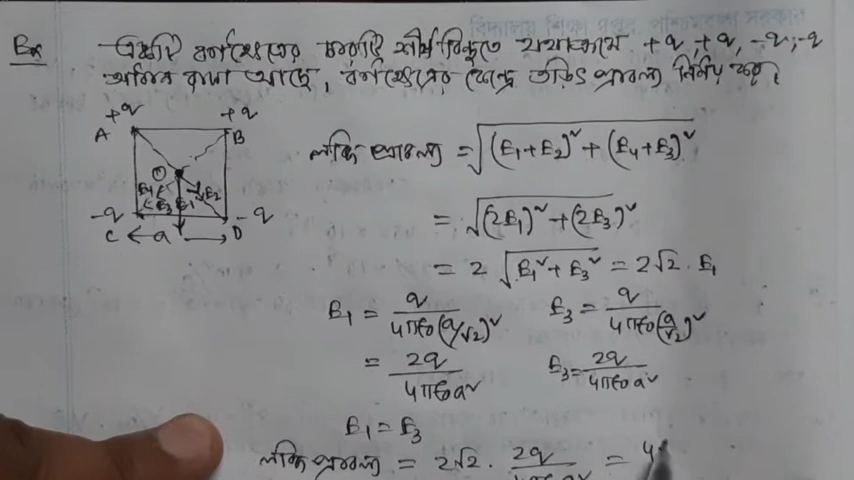 Ex একটি বর্গক্ষেত্রের চারটি শীর্ষ বিন্দুতে যথাক্রমে +q, +q, -q, -q
আধান রাখা আছে, বর্গক্ষেত্রের কেন্দ্রে তড়িৎ প্রাবল্য নির্ণয় কর।
+q +q
A B
লব্ধি প্রাবল্য = √(E₁+E₂)² + (E₄+E₃)²
O
E₄ E₃ E₁ E₂
-q -q
C ← a → D
= √(2E₁)² + (2E₃)²
= 2 √E₁² + E₃² = 2√2 . E₁
E₁ = q / 4πε₀(a/√2)² E₃ = q / 4πε₀(a/√2)²
= 2q / 4πε₀a² E₃ = 2q / 4πε₀a²
E₁ = E₃
লব্ধি প্রাবল্য = 2√2 . 2q / 4πε₀a² =